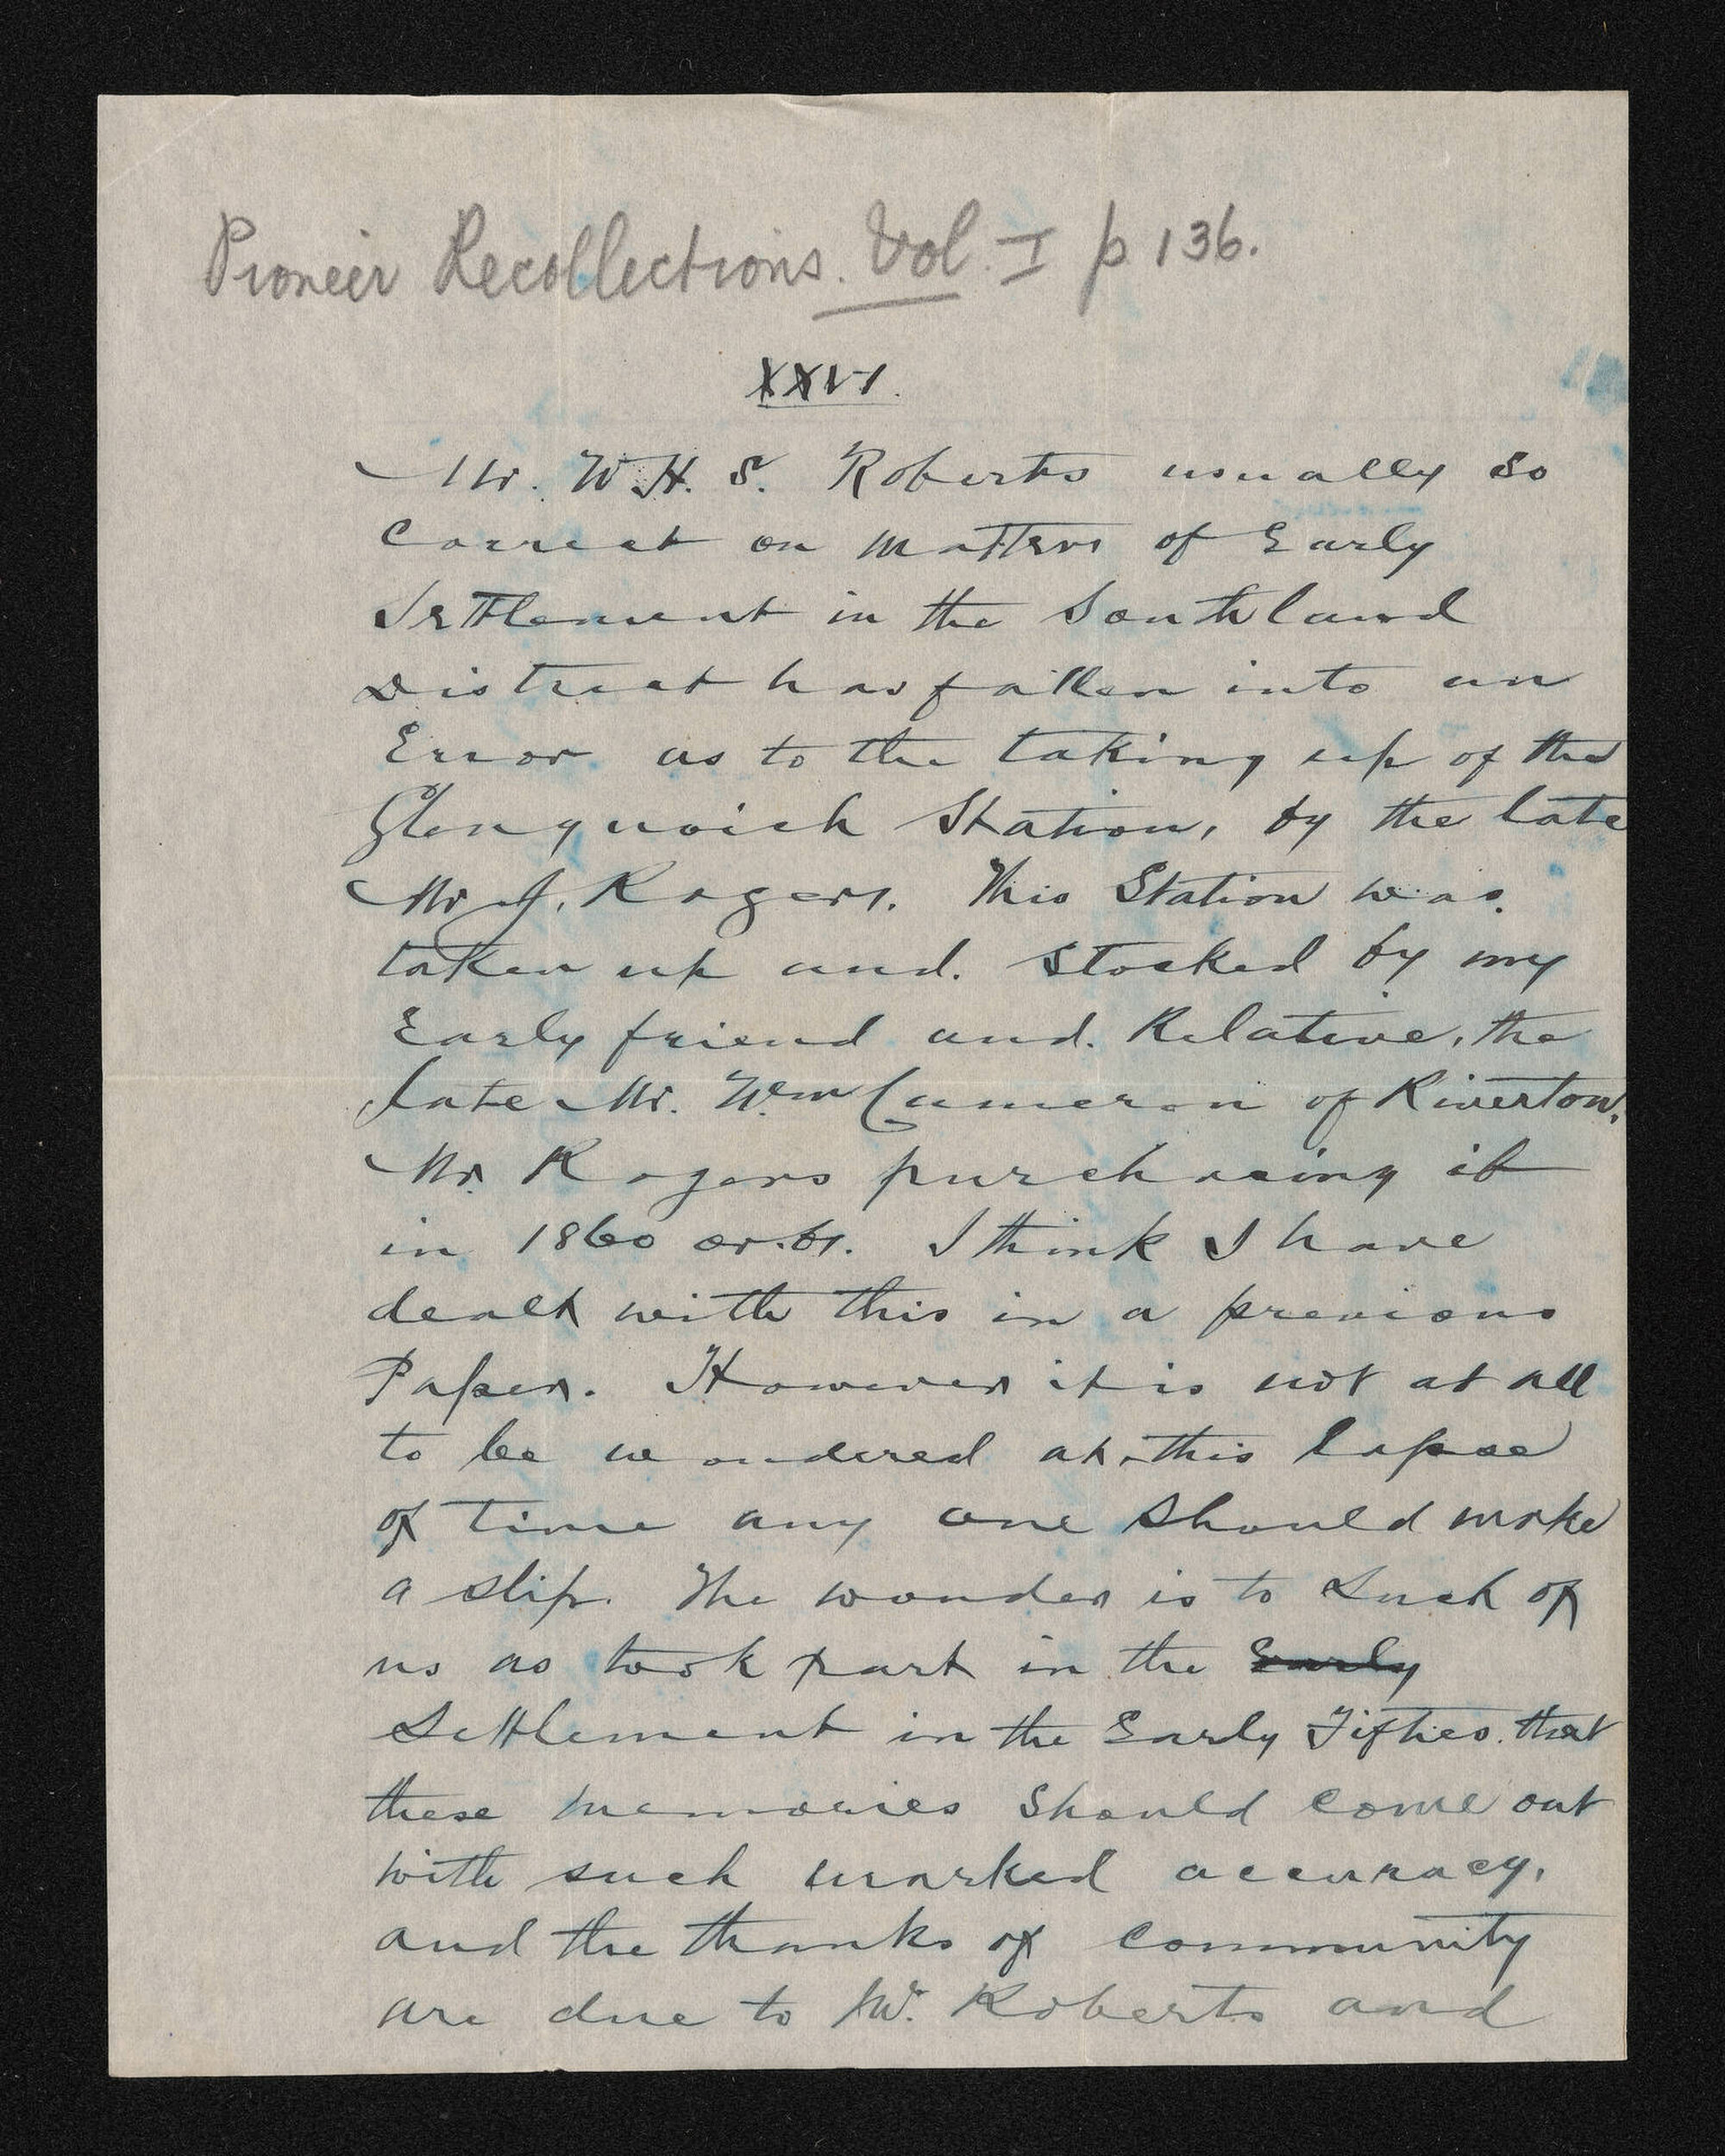 Pioneer Recollections. Vol. I p 136.
XXVI.
Mr. W. H. S. Roberts usually so
Correct on matters of Early
Settlement in the Southland
District has fallen into an
Error as to the taking up of the
Glenquoich Station, by the late
Mr J. Rogers. This Station was
taken up and. Stocked by my
Early friend and. Relative, the
late Mr. Wm Cameron of Riverton,
Mr. Rogers purchasing it
in 1860 or. 61. I think I have
dealt with this in a previous
Paper. However it is not at all
to be wondered at, this lapse
of time any one should make
a slip. The wonder is to Such of
us as took part in the Early
Settlement in the Early Fifties. that
these memories should come out
with such marked accuracy,
and the thanks of community
are due to Mr. Roberts and